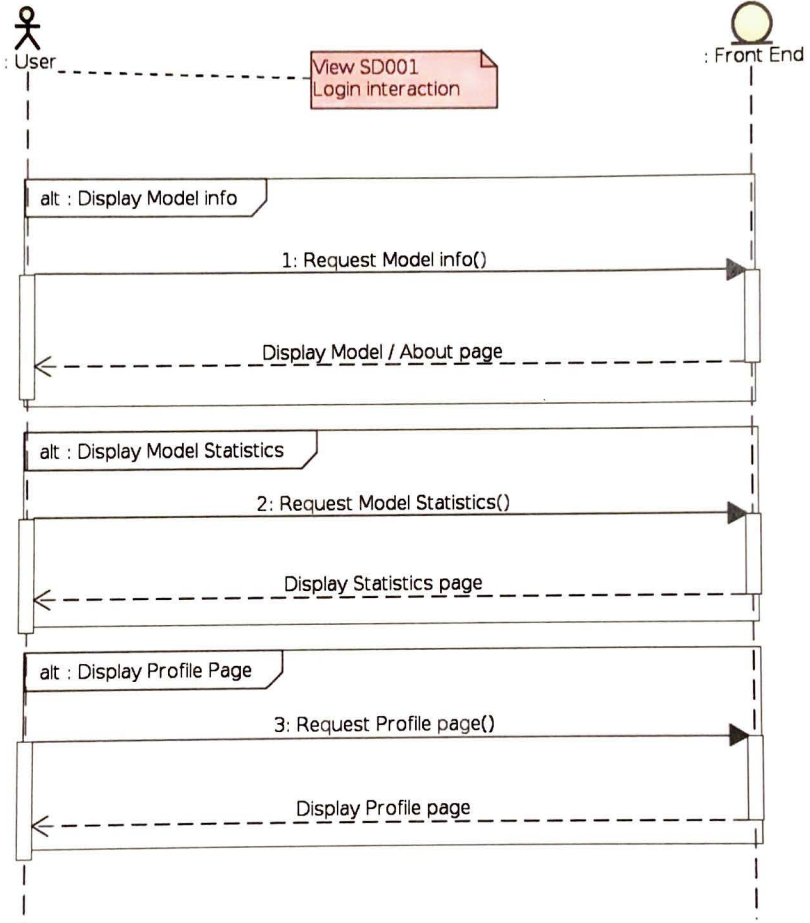 : User
View SD001
Login interaction
: Front End
alt : Display Model info
1: Request Model info()
Display Model / About page
alt : Display Model Statistics
2: Request Model Statistics()
Display Statistics page
alt : Display Profile Page
3: Request Profile page()
Display Profile page